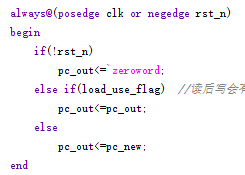 always@(posedge clk or negedge rst_n)
begin
if(!rst_n)
pc_out<=`zeroword;
else if(load_use_flag) //读后写会有
pc_out<=pc_out;
else
pc_out<=pc_new;
end